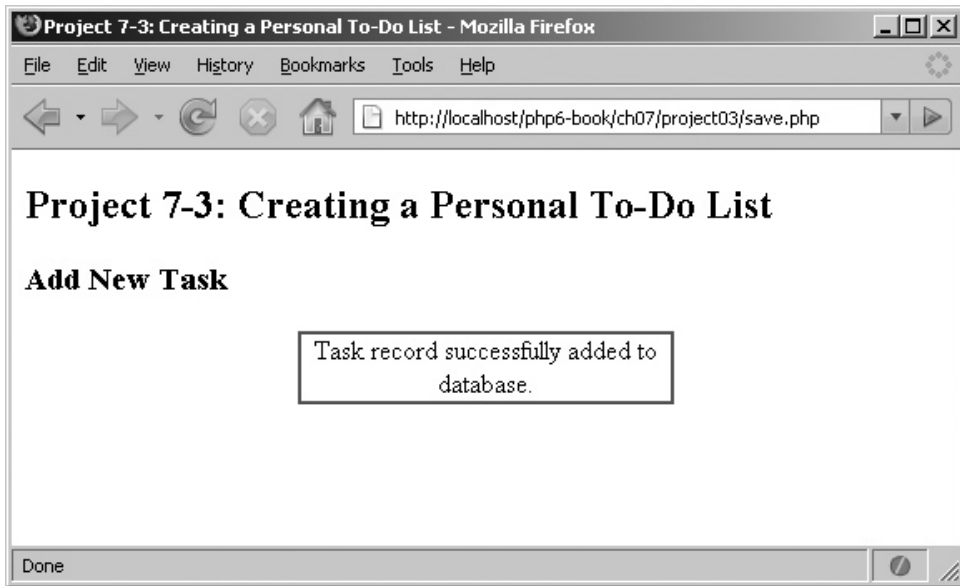 Project 7-3: Creating a Personal To-Do List - Mozilla Firefox
File Edit View History Bookmarks Tools Help
http://localhost/php6-book/ch07/project03/save.php
Project 7-3: Creating a Personal To-Do List
Add New Task
Task record successfully added to
database.
Done